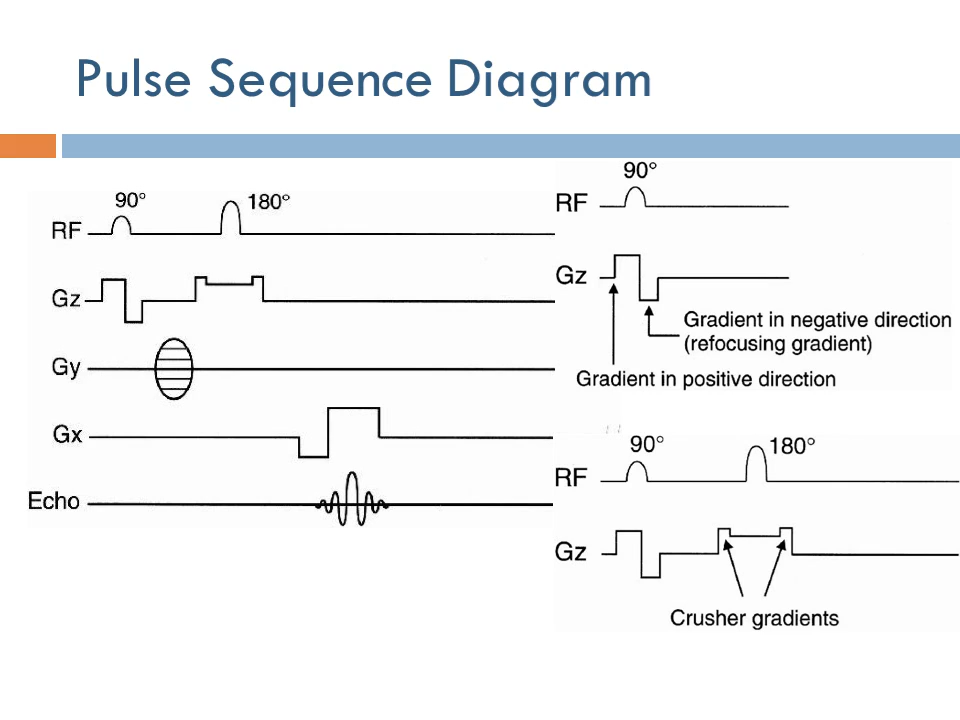 Pulse Sequence Diagram
90°
180°
RF
Gz
Gy
Gx
Echo
90°
RF
Gz
Gradient in negative direction
(refocusing gradient)
Gradient in positive direction
90°
180°
RF
Gz
Crusher gradients